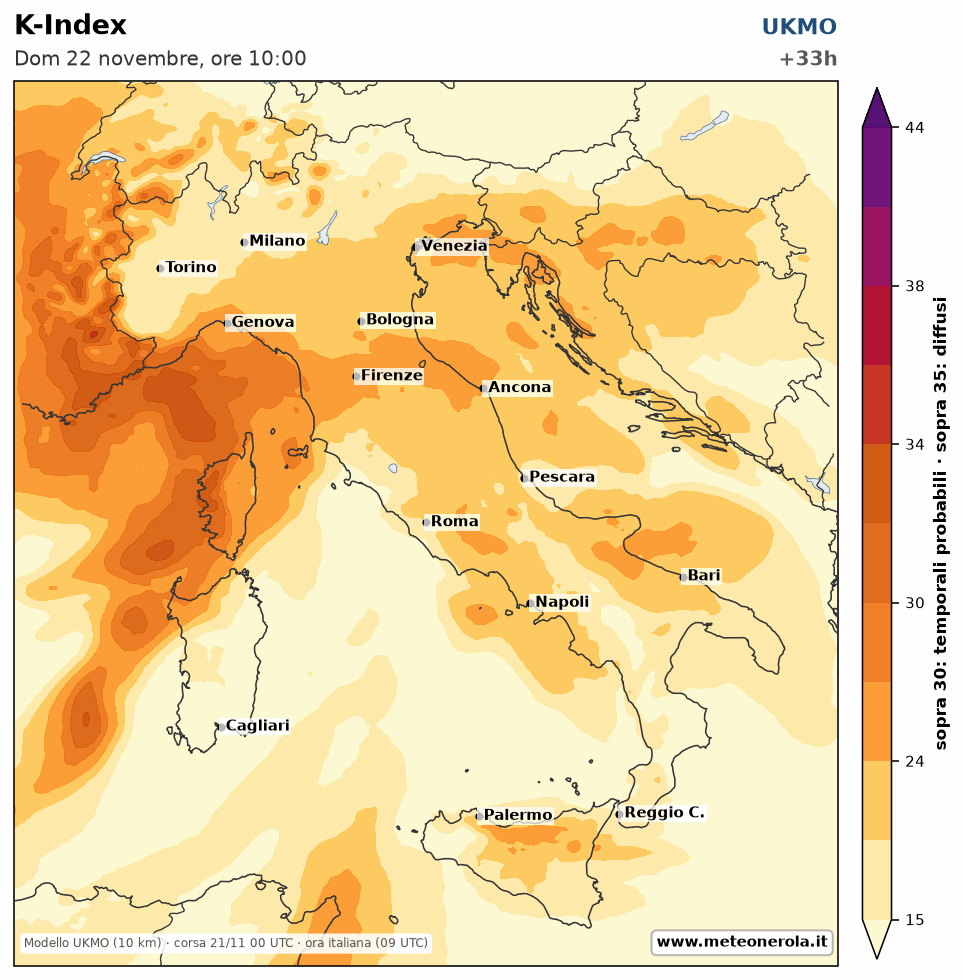 K-Index
UKMO
Dom 22 novembre, ore 10:00
+33h
44
38
34
30
24
15
sopra 30: temporali probabili · sopra 35: diffusi
Milano
Venezia
Torino
Genova
Bologna
Firenze
Ancona
Pescara
Roma
Bari
Napoli
Cagliari
Palermo
Reggio C.
Modello UKMO (10 km) · corsa 21/11 00 UTC · ora italiana (09 UTC)
www.meteonerola.it